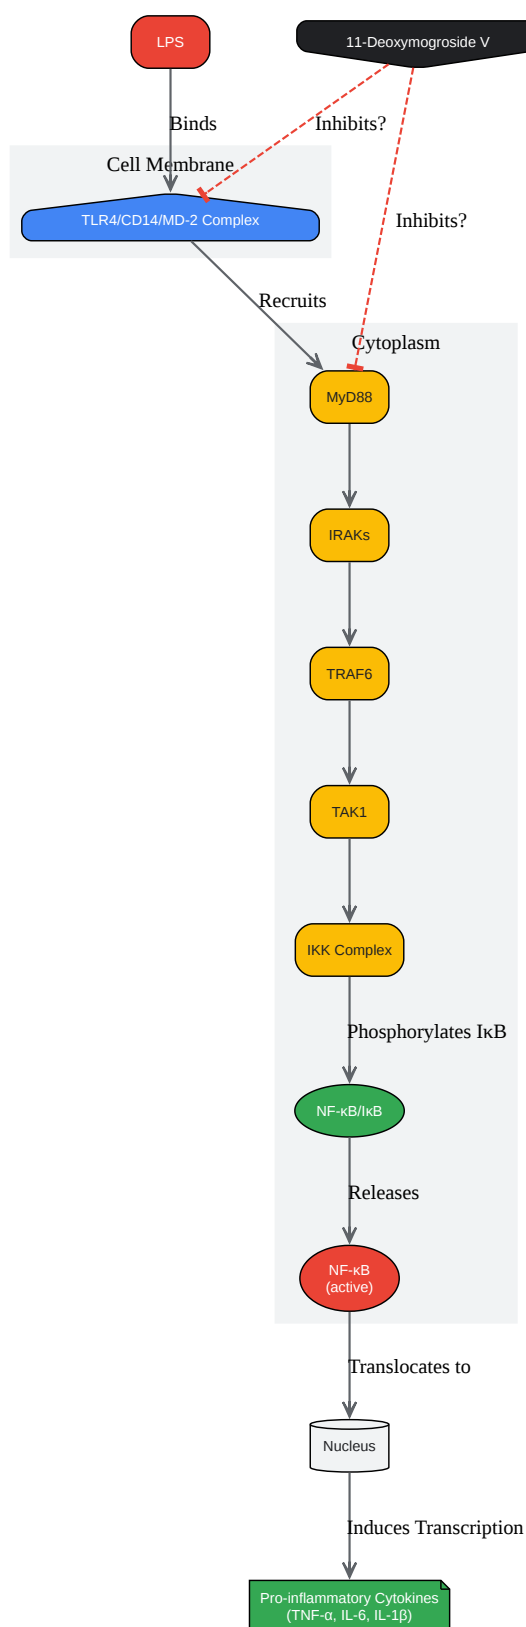 LPS
11-Deoxymogroside V
Binds
Inhibits?
Cell Membrane
TLR4/CD14/MD-2 Complex
Inhibits?
Recruits
Cytoplasm
MyD88
IRAKs
TRAF6
TAK1
IKK Complex
Phosphorylates IκB
NF-κB/IκB
Releases
NF-κB
(active)
Translocates to
Nucleus
Induces Transcription
Pro-inflammatory Cytokines
(TNF-α, IL-6, IL-1β)